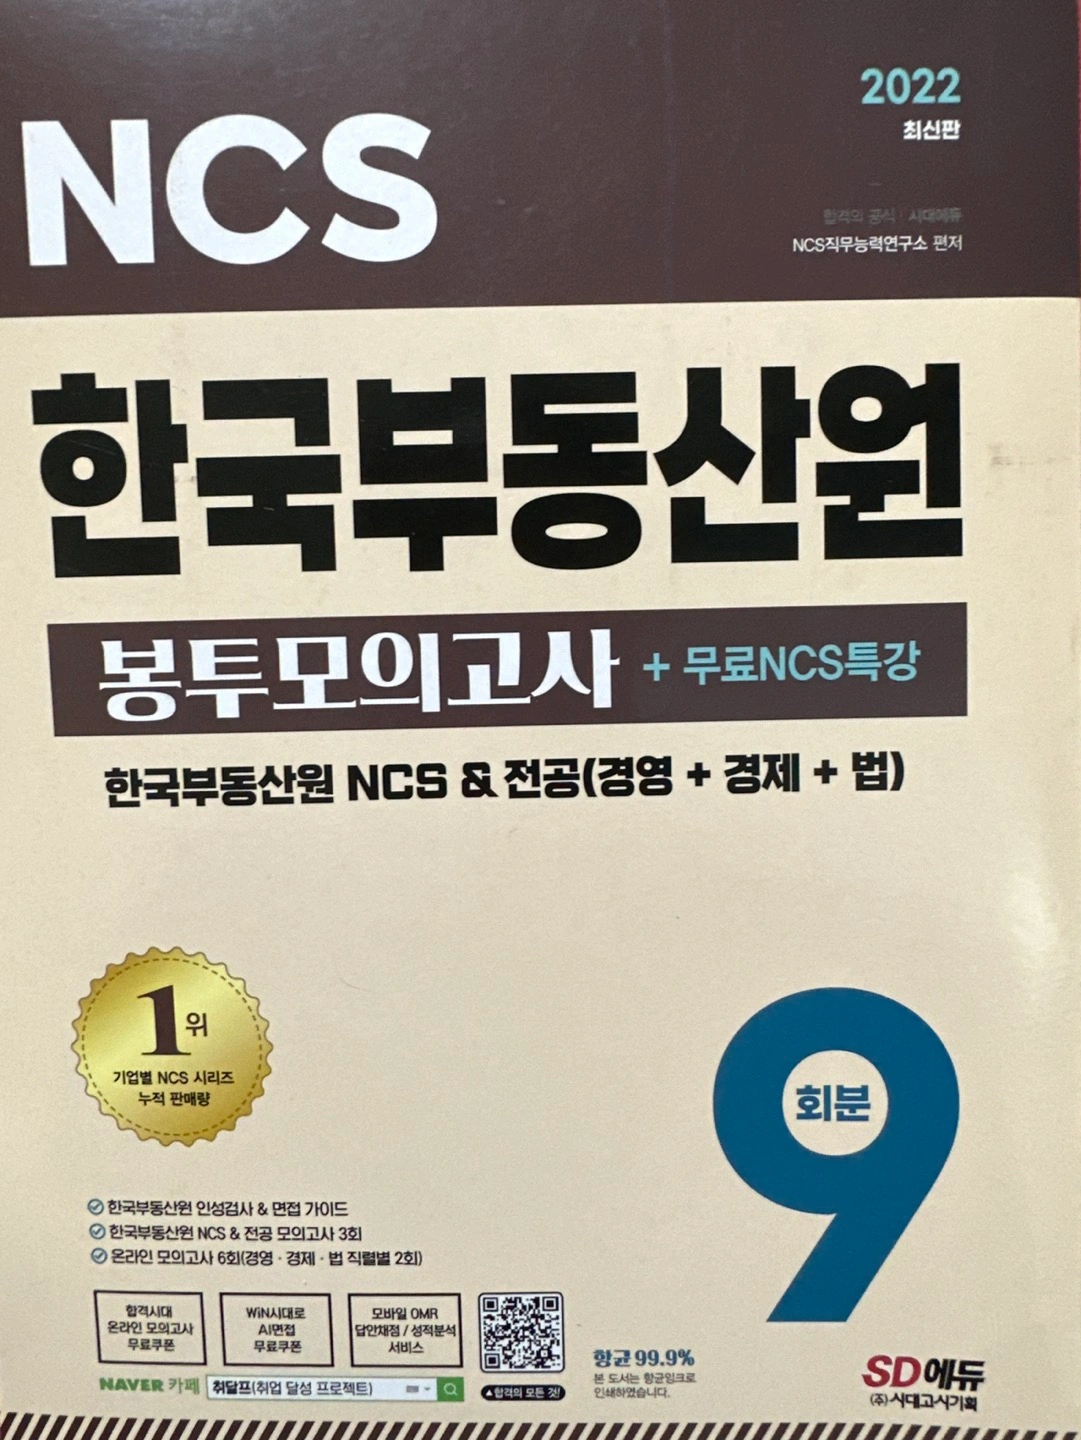 NCS
2022
최신판
합격의 공식 | 시대에듀
NCS직무능력연구소 편저
한국부동산원
봉투모의고사 + 무료NCS특강
한국부동산원 NCS & 전공(경영 + 경제 + 법)
1위
기업별 NCS 시리즈
누적 판매량
9회분
한국부동산원 인성검사 & 면접 가이드
한국부동산원 NCS & 전공 모의고사 3회
온라인 모의고사 6회(경영 · 경제 · 법 직렬별 2회)
합격시대
온라인 모의고사
무료쿠폰
WiN시대로
AI면접
무료쿠폰
모바일 OMR
답안채점 / 성적분석
서비스
▲합격의 모든 것!
NAVER 카페 취달프(취업 달성 프로젝트)
항균 99.9%
본 도서는 항균잉크로
인쇄하였습니다.
SD에듀
(주)시대고시기획